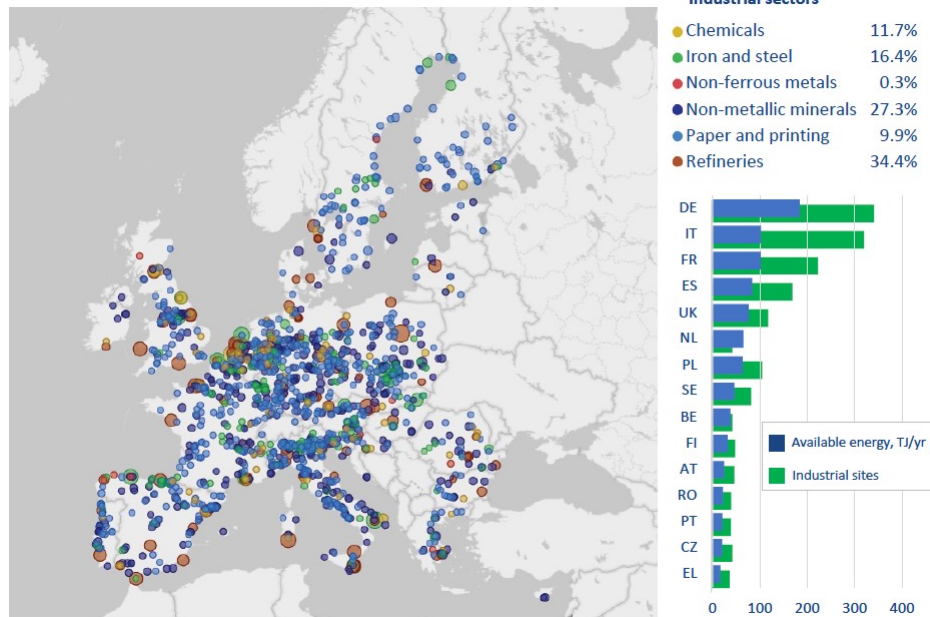 Industrial sectors
Chemicals 11.7%
Iron and steel 16.4%
Non-ferrous metals 0.3%
Non-metallic minerals 27.3%
Paper and printing 9.9%
Refineries 34.4%
DE
IT
FR
ES
UK
NL
PL
SE
BE
FI
AT
RO
PT
CZ
EL
Available energy, TJ/yr
Industrial sites
0 100 200 300 400